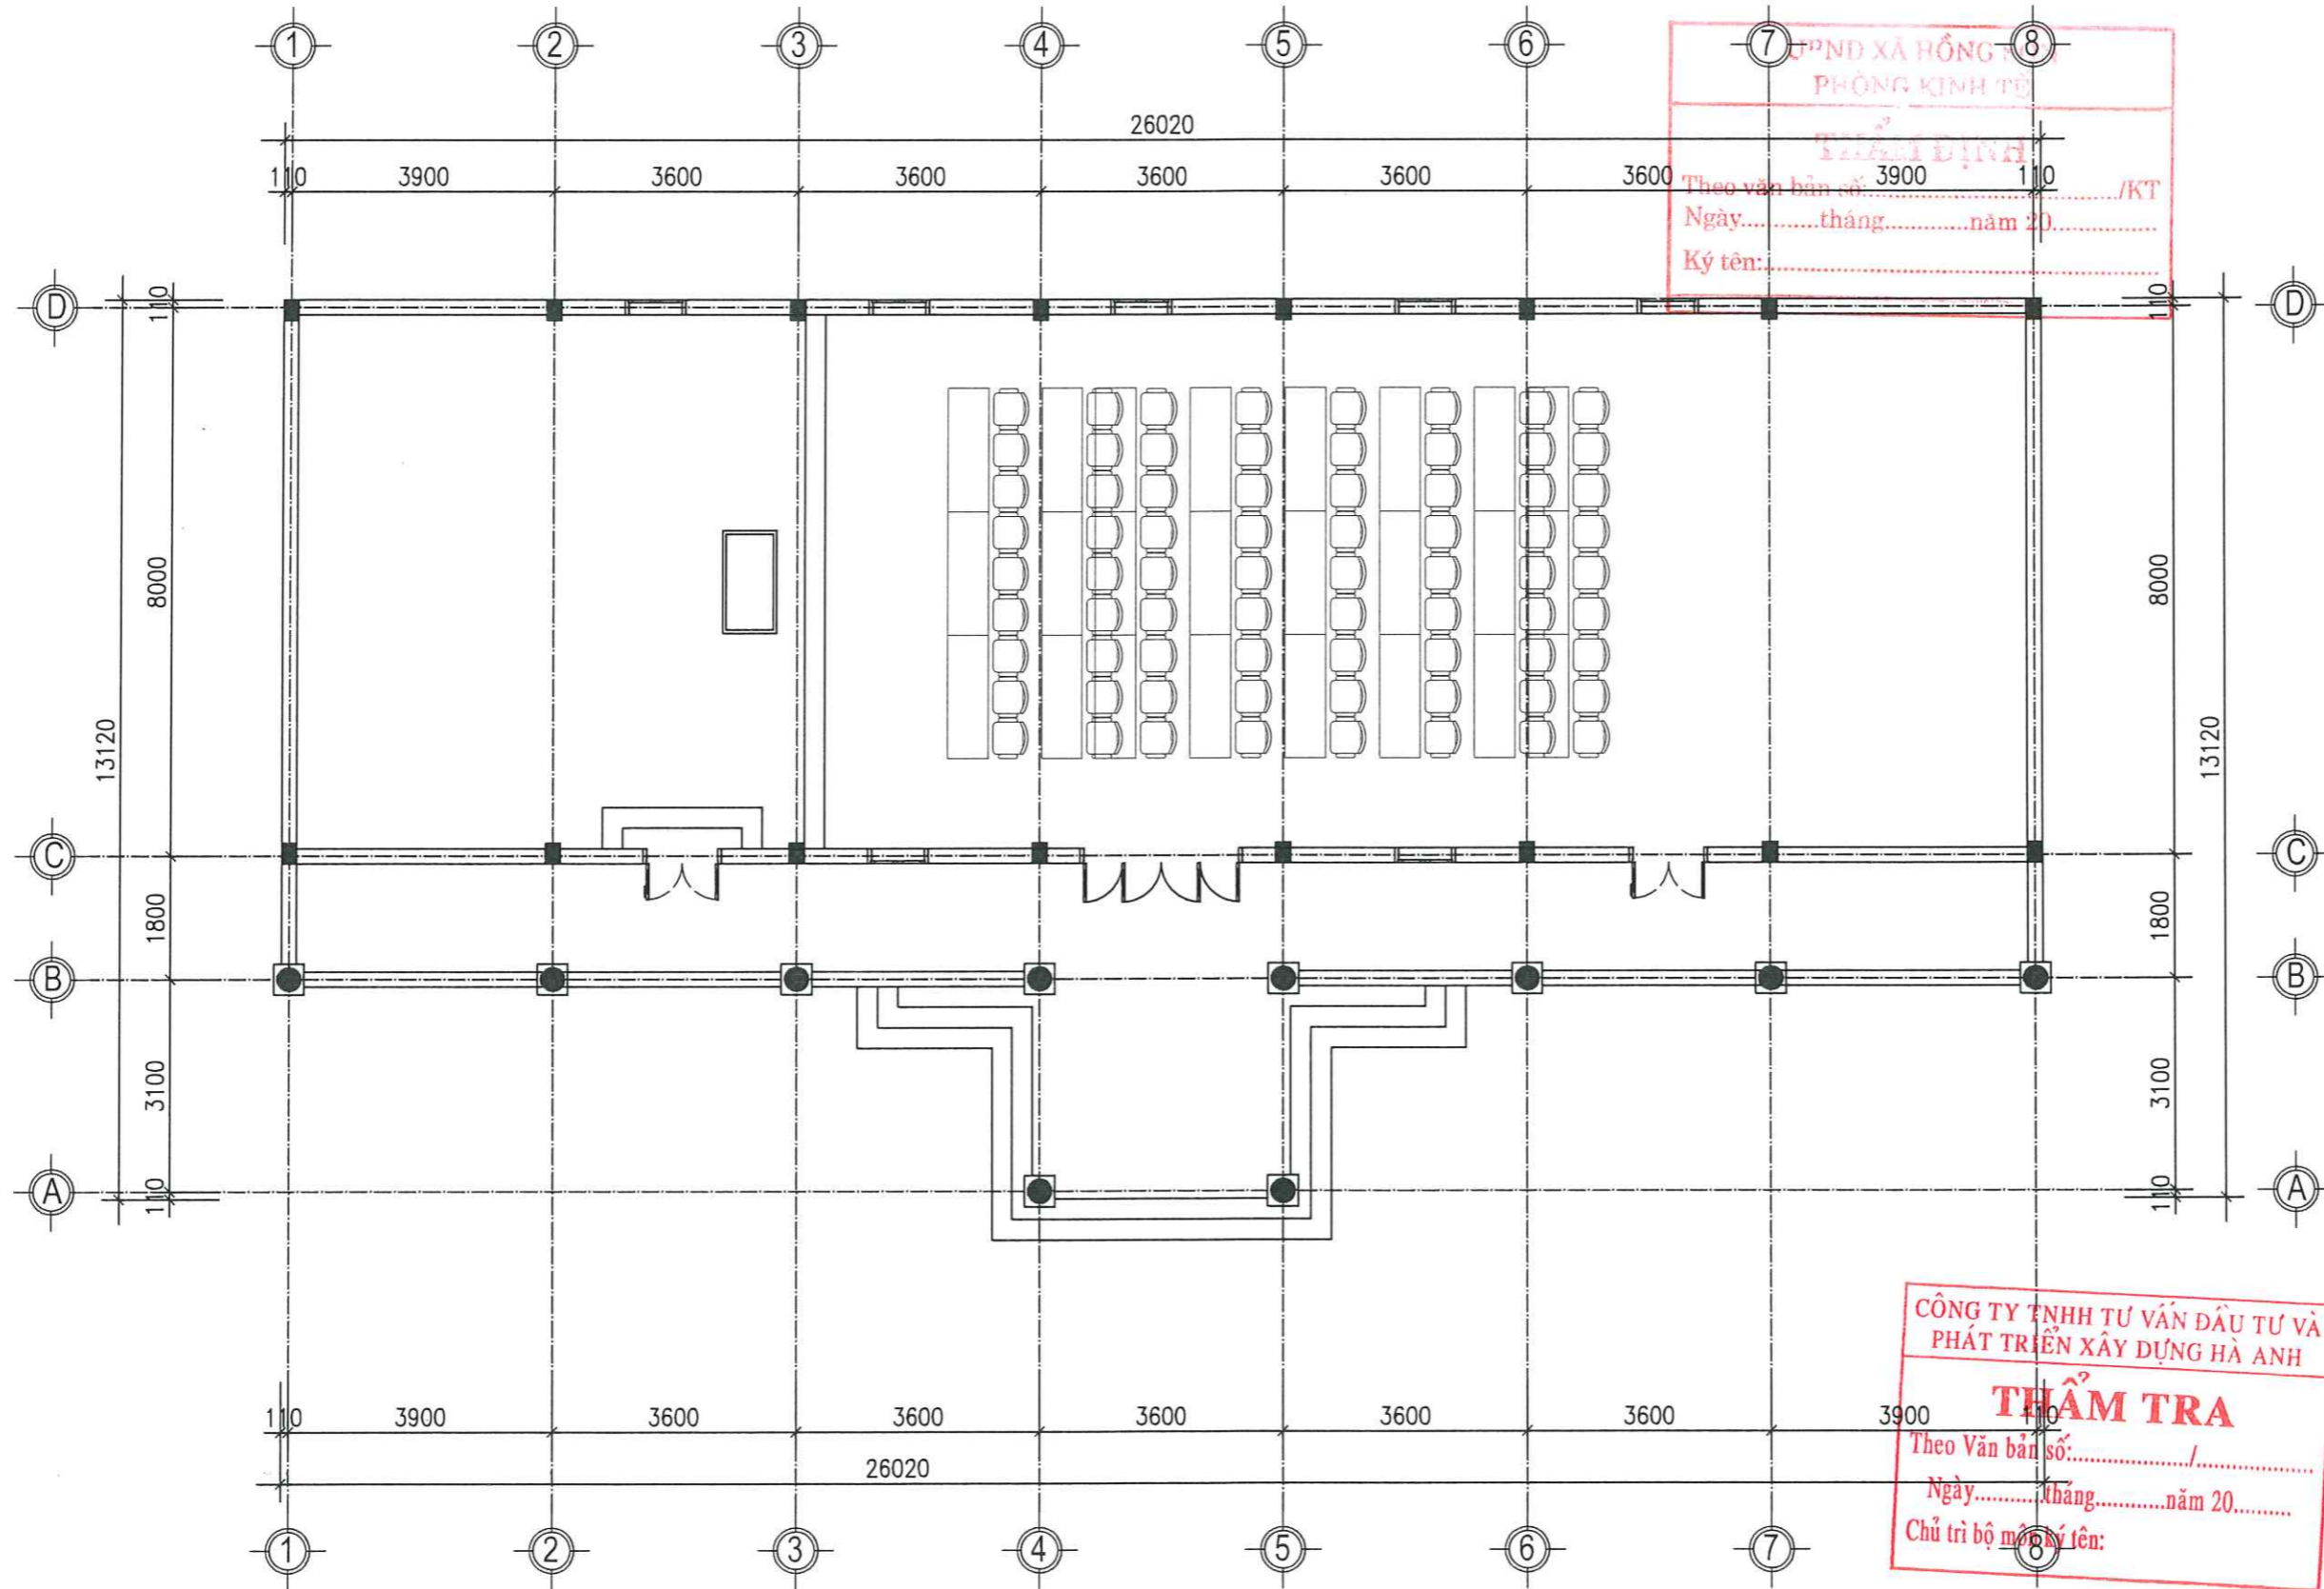 1 2 3 4 5 6 7 8
UBND XÃ HỒNG
PHÒNG KINH TẾ
THẨM ĐỊNH
Theo văn bản số:............/KT
Ngày............tháng............năm 20............
Ký tên:............
26020
110 3900 3600 3600 3600 3600 3600 3900 110
D 110 110 D
8000 8000
13120 13120
C C
1800 1800
B B
3100 3100
A 110 110 A
CÔNG TY TNHH TƯ VẤN ĐẦU TƯ VÀ
PHÁT TRIỂN XÂY DỰNG HÀ ANH
THẨM TRA
Theo Văn bản số:............/............
Ngày............tháng............năm 20............
Chủ trì bộ môn ký tên:
110 3900 3600 3600 3600 3600 3600 3900 110
26020
1 2 3 4 5 6 7 8